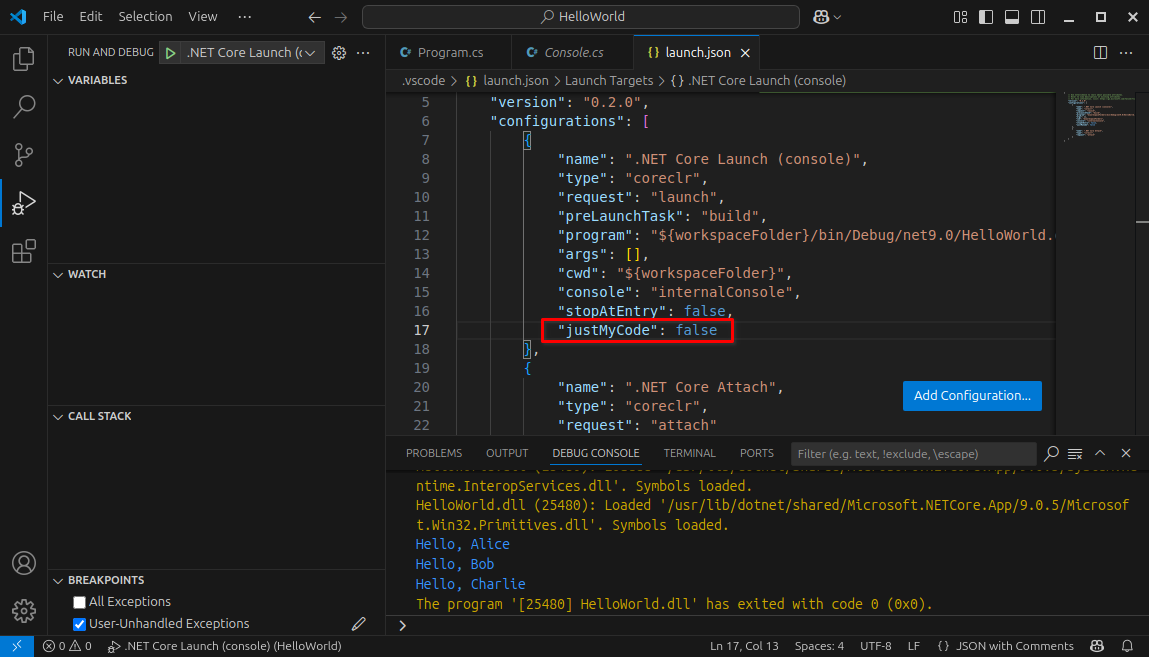 File Edit Selection View ··· HelloWorld
RUN AND DEBUG .NET Core Launch (c
VARIABLES
WATCH
CALL STACK
BREAKPOINTS
All Exceptions
User-Unhandled Exceptions
Program.cs Console.cs launch.json
.vscode > launch.json > Launch Targets > {} .NET Core Launch (console)
5 "version": "0.2.0",
6 "configurations": [
7 {
8 "name": ".NET Core Launch (console)",
9 "type": "coreclr",
10 "request": "launch",
11 "preLaunchTask": "build",
12 "program": "${workspaceFolder}/bin/Debug/net9.0/HelloWorld.
13 "args": [],
14 "cwd": "${workspaceFolder}",
15 "console": "internalConsole",
16 "stopAtEntry": false,
17 "justMyCode": false
18 },
19 {
20 "name": ".NET Core Attach",
21 "type": "coreclr",
22 "request": "attach"
Add Configuration...
PROBLEMS OUTPUT DEBUG CONSOLE TERMINAL PORTS Filter (e.g. text, !exclude, \escape)
ntime.InteropServices.dll'. Symbols loaded.
HelloWorld.dll (25480): Loaded '/usr/lib/dotnet/shared/Microsoft.NETCore.App/9.0.5/Microsof
t.Win32.Primitives.dll'. Symbols loaded.
Hello, Alice
Hello, Bob
Hello, Charlie
The program '[25480] HelloWorld.dll' has exited with code 0 (0x0).
0 0 .NET Core Launch (console) (HelloWorld) Ln 17, Col 13 Spaces: 4 UTF-8 LF {} JSON with Comments